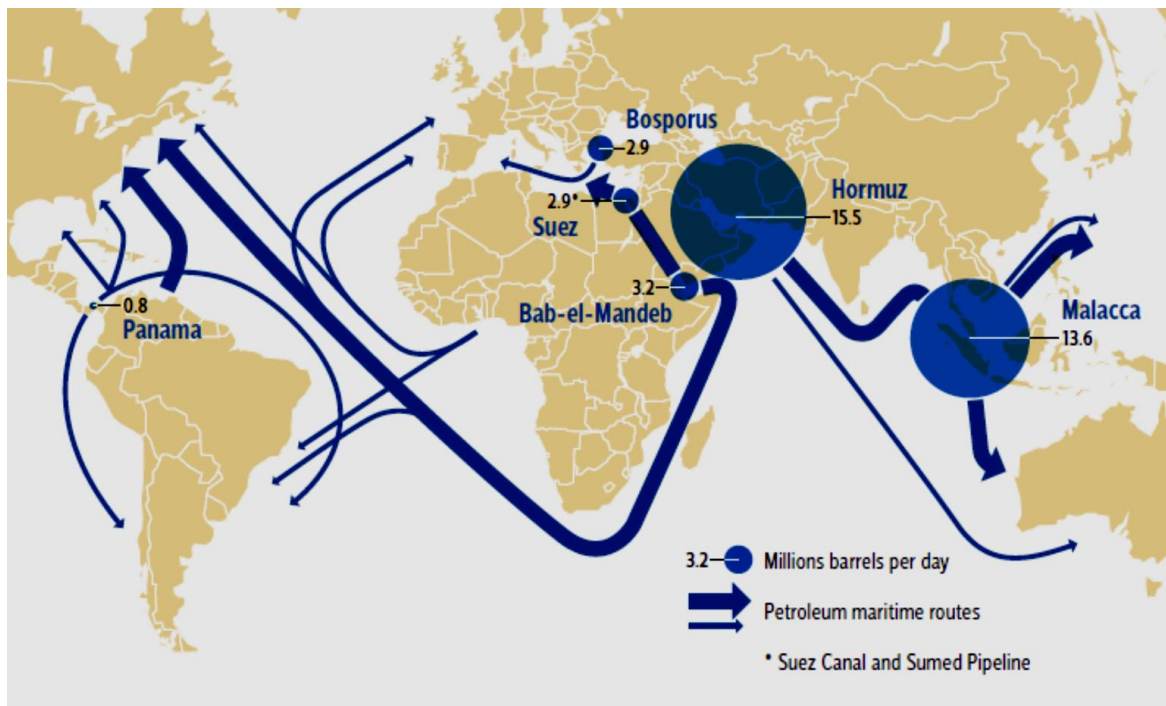 Bosporus
2.9
Hormuz
15.5
2.9*
Suez
3.2
Bab-el-Mandeb
0.8
Panama
Malacca
13.6
3.2 Millions barrels per day
Petroleum maritime routes
* Suez Canal and Sumed Pipeline